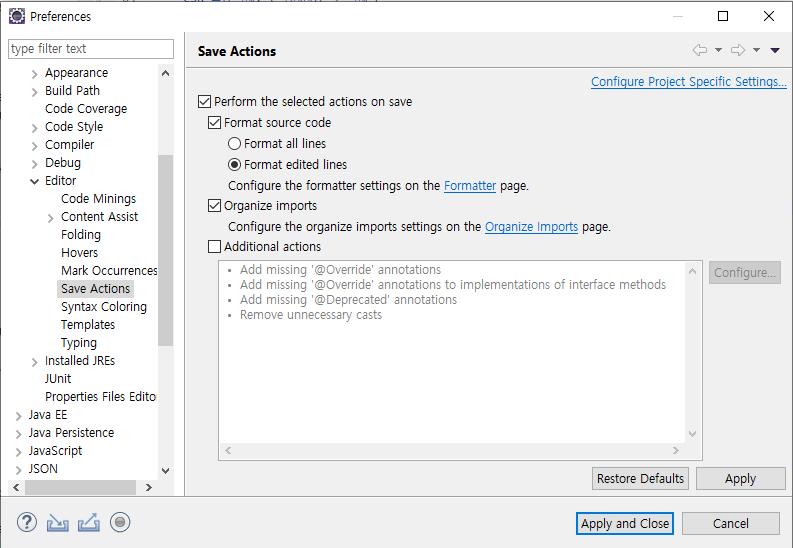 Preferences
type filter text
Appearance
Build Path
Code Coverage
Code Style
Compiler
Debug
Editor
Code Minings
Content Assist
Folding
Hovers
Mark Occurrences
Save Actions
Syntax Coloring
Templates
Typing
Installed JREs
JUnit
Properties Files Editor
Java EE
Java Persistence
JavaScript
JSON
Save Actions
Configure Project Specific Settings...
Perform the selected actions on save
Format source code
Format all lines
Format edited lines
Configure the formatter settings on the Formatter page.
Organize imports
Configure the organize imports settings on the Organize Imports page.
Additional actions
• Add missing '@Override' annotations
• Add missing '@Override' annotations to implementations of interface methods
• Add missing '@Deprecated' annotations
• Remove unnecessary casts
Configure...
Restore Defaults
Apply
Apply and Close
Cancel